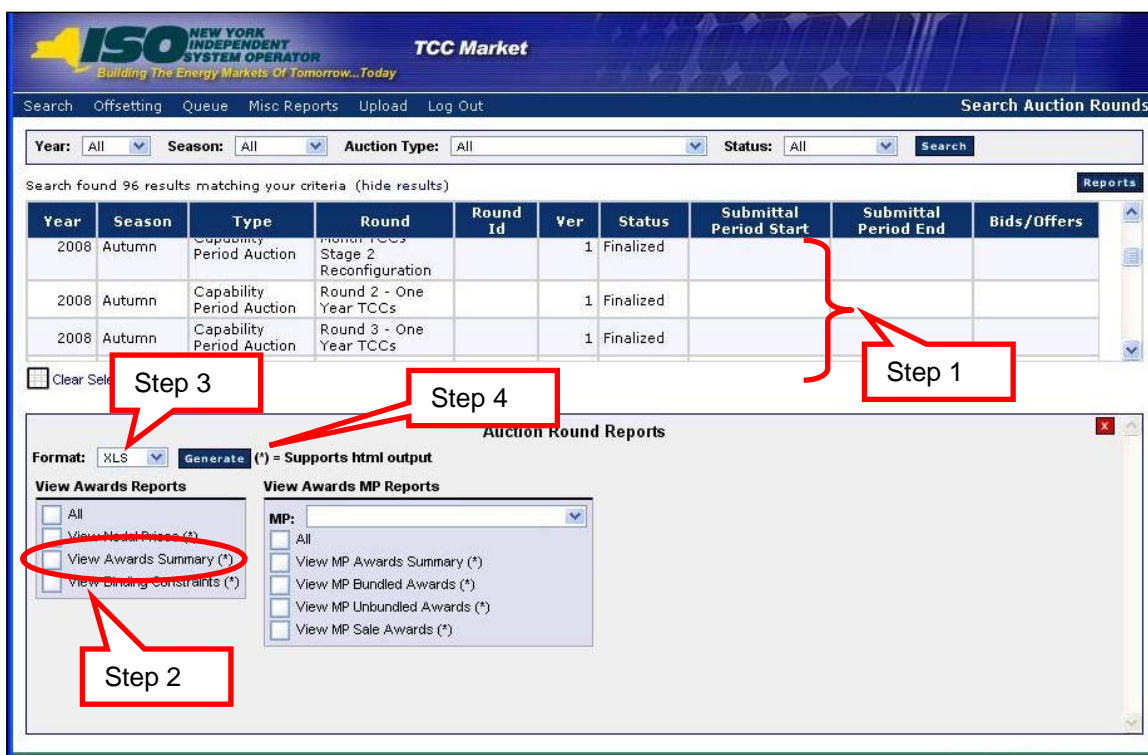 ISO NEW YORK INDEPENDENT SYSTEM OPERATOR
Building The Energy Markets Of Tomorrow...Today
TCC Market
Search Offsetting Queue Misc Reports Upload Log Out Search Auction Rounds
Year: All Season: All Auction Type: All Status: All Search
Search found 96 results matching your criteria (hide results) Reports
Year Season Type Round Round Id Ver Status Submittal Period Start Submittal Period End Bids/Offers
2008 Autumn Capability Period Auction Month TCCs Stage 2 Reconfiguration 1 Finalized
2008 Autumn Capability Period Auction Round 2 - One Year TCCs 1 Finalized
2008 Autumn Capability Period Auction Round 3 - One Year TCCs 1 Finalized
Step 1
Clear Sele
Step 3
Step 4
Auction Round Reports X
Format: XLS Generate (*) = Supports html output
View Awards Reports
All
View Nodal Prices (*)
View Awards Summary (*)
View Binding Constraints (*)
View Awards MP Reports
MP:
All
View MP Awards Summary (*)
View MP Bundled Awards (*)
View MP Unbundled Awards (*)
View MP Sale Awards (*)
Step 2